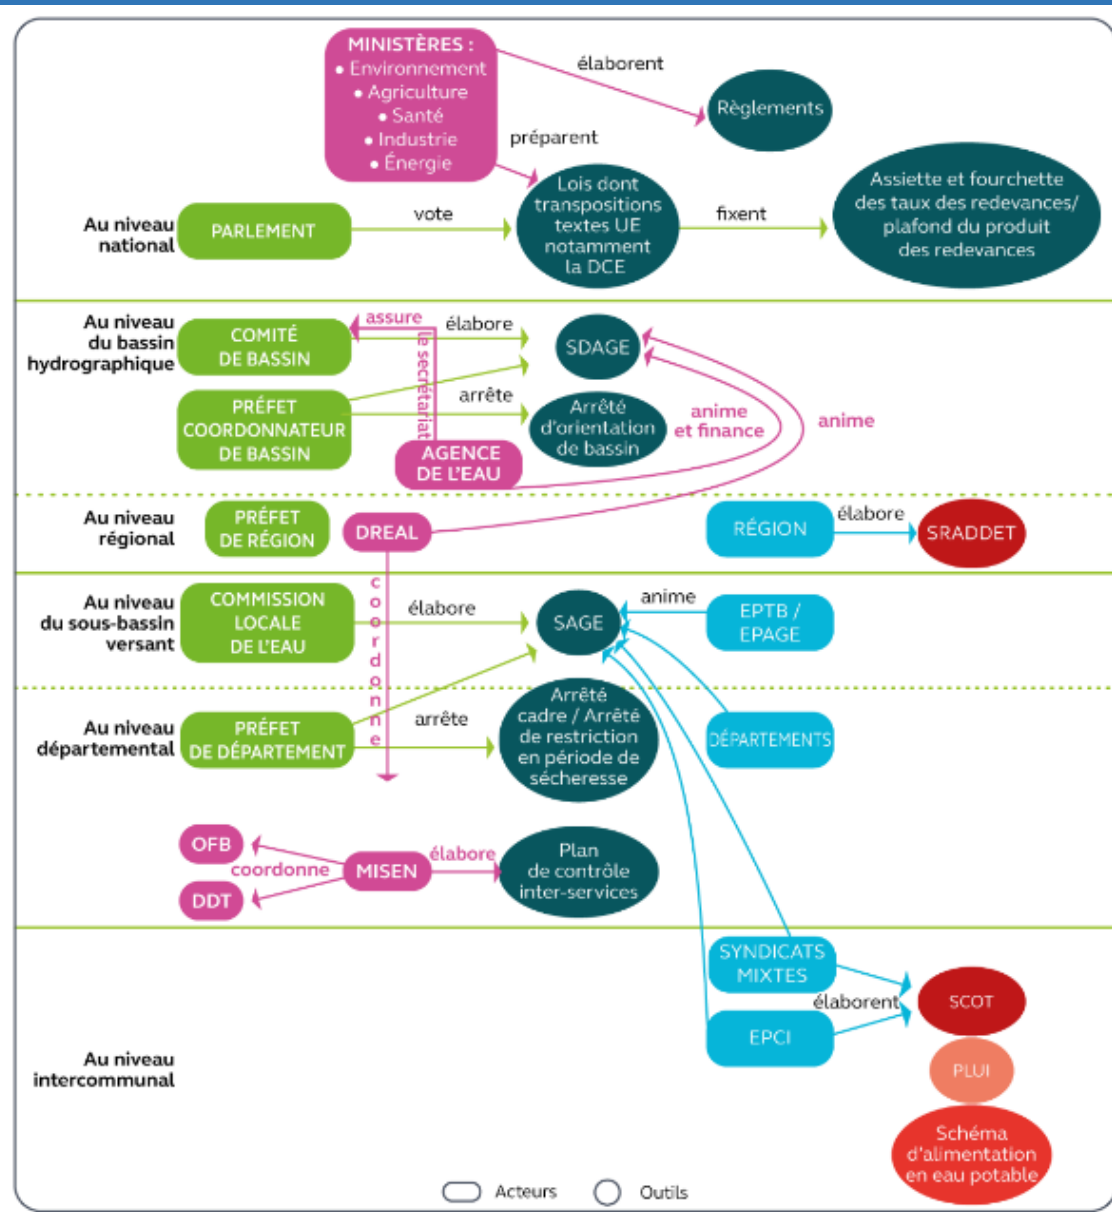 MINISTÈRES :
• Environnement
• Agriculture
• Santé
• Industrie
• Énergie
élaborent
Règlements
préparent
Au niveau
national
PARLEMENT
vote
Lois dont
transpositions
textes UE
notamment
la DCE
fixent
Assiette et fourchette
des taux des redevances/
plafond du produit
des redevances
Au niveau
du bassin
hydrographique
COMITÉ
DE BASSIN
assure
le secrétariat
élabore
SDAGE
PRÉFET
COORDONNATEUR
DE BASSIN
arrête
Arrêté
d'orientation
de bassin
AGENCE
DE L'EAU
anime
et finance
anime
Au niveau
régional
PRÉFET
DE RÉGION
DREAL
RÉGION
élabore
SRADDET
coordonne
Au niveau
du sous-bassin
versant
COMMISSION
LOCALE
DE L'EAU
élabore
SAGE
anime
EPTB /
EPAGE
Au niveau
départemental
PRÉFET
DE DÉPARTEMENT
arrête
Arrêté
cadre / Arrêté
de restriction
en période de
sécheresse
DÉPARTEMENTS
OFB
coordonne
DDT
MISEN
élabore
Plan
de contrôle
inter-services
Au niveau
intercommunal
SYNDICATS
MIXTES
élaborent
EPCI
SCOT
PLUI
Schéma
d'alimentation
en eau potable
Acteurs
Outils